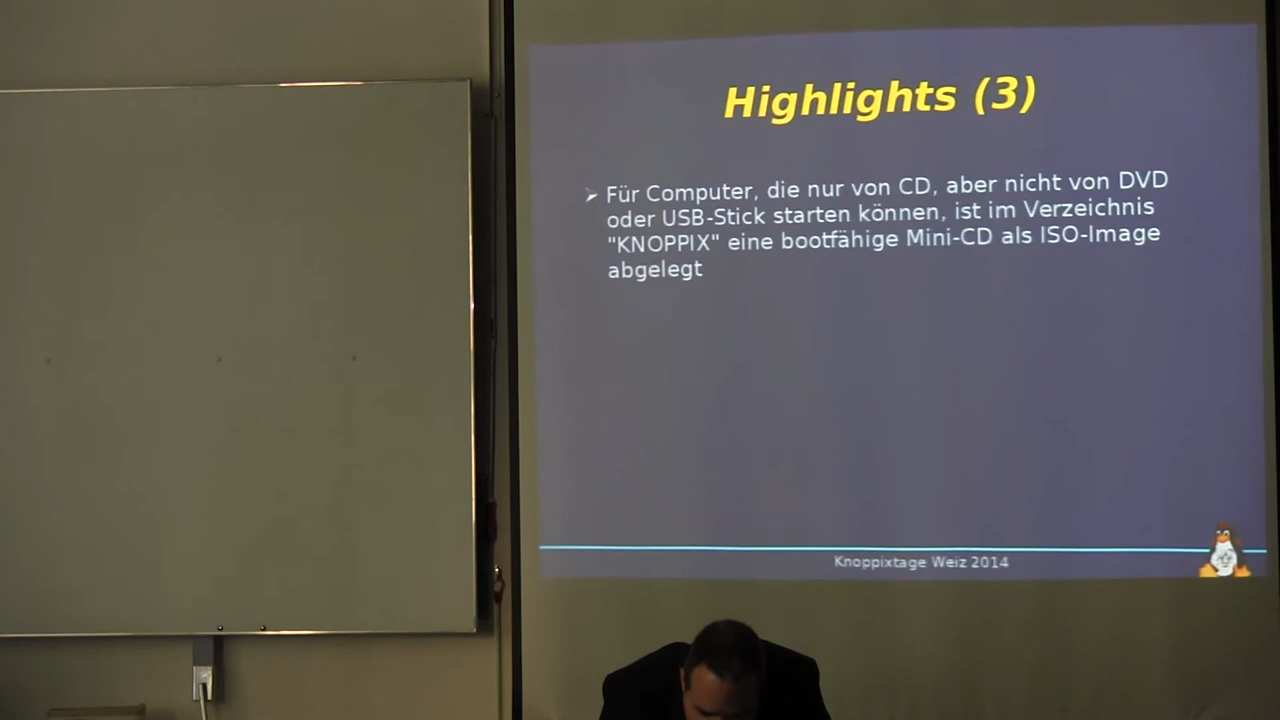 Highlights (3)
Für Computer, die nur von CD, aber nicht von DVD
oder USB-Stick starten können, ist im Verzeichnis
"KNOPPIX" eine bootfähige Mini-CD als ISO-Image
abgelegt
Knoppixtage Weiz 2014